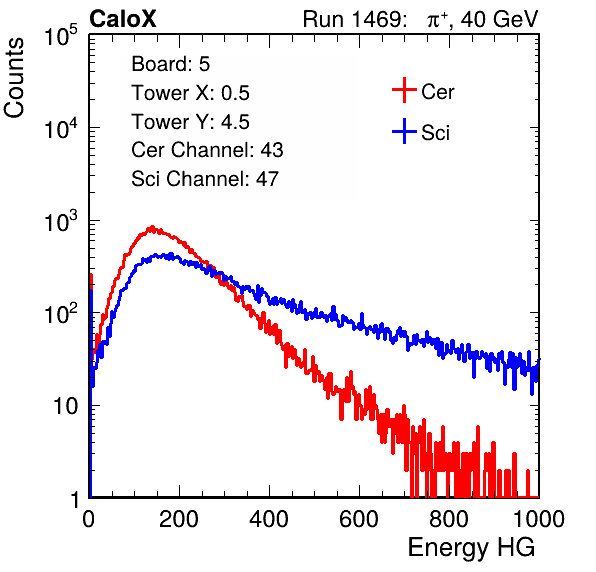 CaloX Run 1469: π⁺, 40 GeV
Counts
10⁵
10⁴
10³
10²
10
1
Board: 5
Tower X: 0.5
Tower Y: 4.5
Cer Channel: 43
Sci Channel: 47
Cer
Sci
0 200 400 600 800 1000
Energy HG